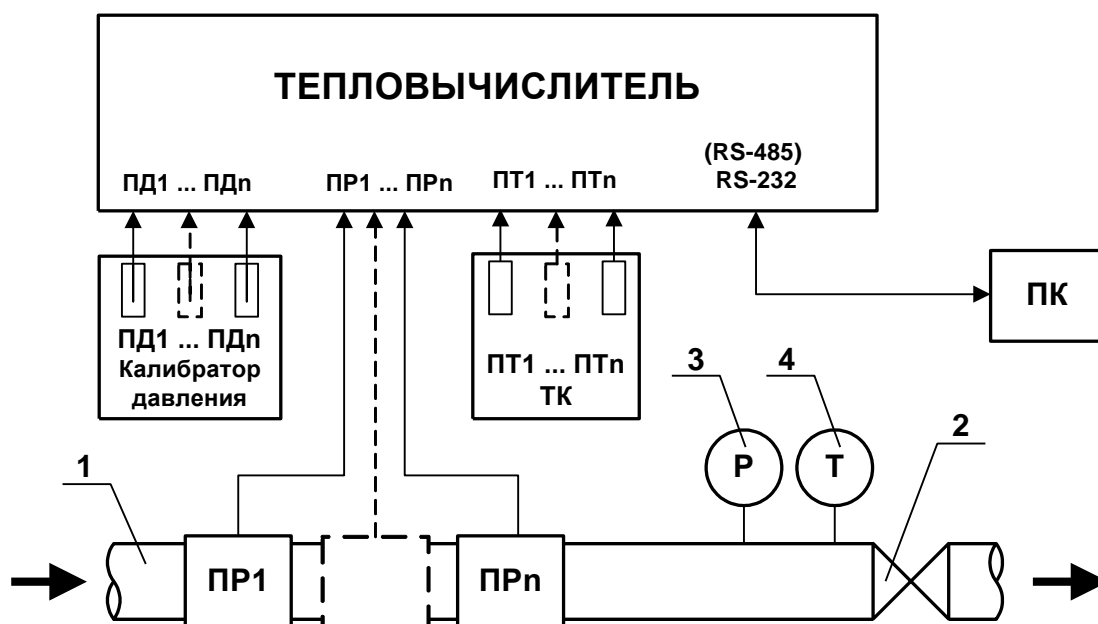 ТЕПЛОВЫЧИСЛИТЕЛЬ
(RS-485)
RS-232
ПД1 ... ПДn
ПР1 ... ПРn
ПТ1 ... ПТn
ПД1 ... ПДn
Калибратор
давления
ПТ1 ... ПТn
ТК
ПК
3
4
2
1
P
T
ПР1
ПРn